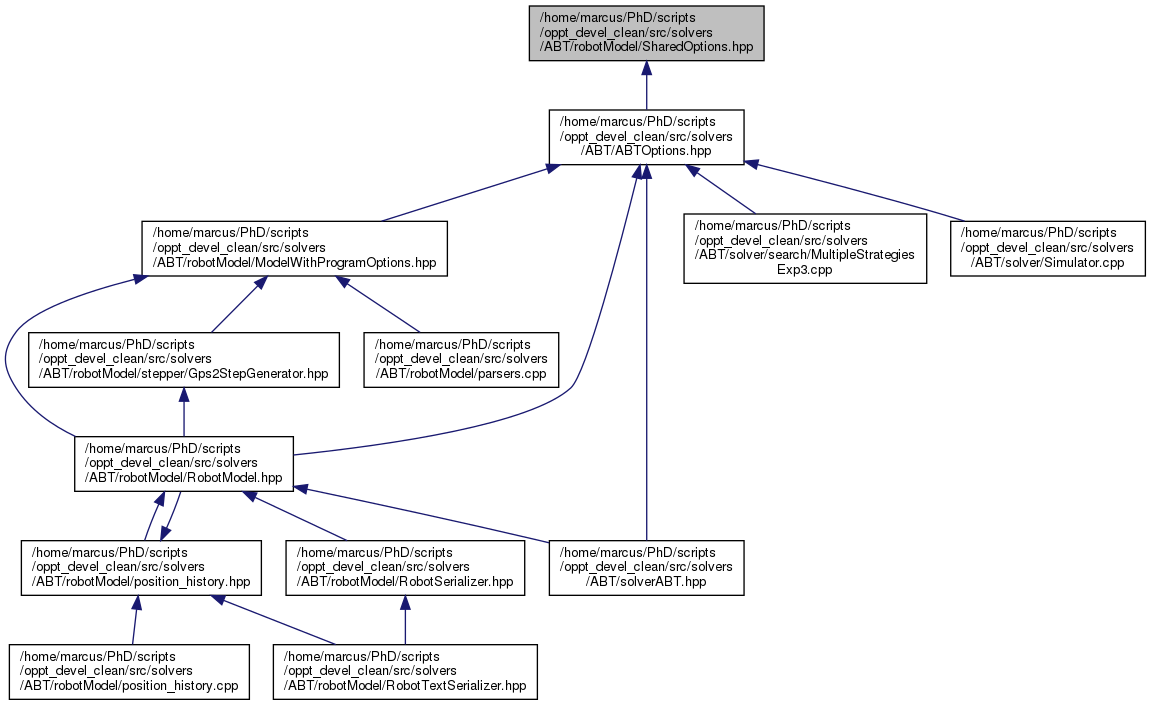 /home/marcus/PhD/scripts
/oppt_devel_clean/src/solvers
/ABT/robotModel/SharedOptions.hpp
/home/marcus/PhD/scripts
/oppt_devel_clean/src/solvers
/ABT/ABTOptions.hpp
/home/marcus/PhD/scripts
/oppt_devel_clean/src/solvers
/ABT/robotModel/ModelWithProgramOptions.hpp
/home/marcus/PhD/scripts
/oppt_devel_clean/src/solvers
/ABT/solver/search/MultipleStrategies
Exp3.cpp
/home/marcus/PhD/scripts
/oppt_devel_clean/src/solvers
/ABT/solver/Simulator.cpp
/home/marcus/PhD/scripts
/oppt_devel_clean/src/solvers
/ABT/robotModel/stepper/Gps2StepGenerator.hpp
/home/marcus/PhD/scripts
/oppt_devel_clean/src/solvers
/ABT/robotModel/parsers.cpp
/home/marcus/PhD/scripts
/oppt_devel_clean/src/solvers
/ABT/robotModel/RobotModel.hpp
/home/marcus/PhD/scripts
/oppt_devel_clean/src/solvers
/ABT/robotModel/position_history.hpp
/home/marcus/PhD/scripts
/oppt_devel_clean/src/solvers
/ABT/robotModel/RobotSerializer.hpp
/home/marcus/PhD/scripts
/oppt_devel_clean/src/solvers
/ABT/solverABT.hpp
/home/marcus/PhD/scripts
/oppt_devel_clean/src/solvers
/ABT/robotModel/position_history.cpp
/home/marcus/PhD/scripts
/oppt_devel_clean/src/solvers
/ABT/robotModel/RobotTextSerializer.hpp